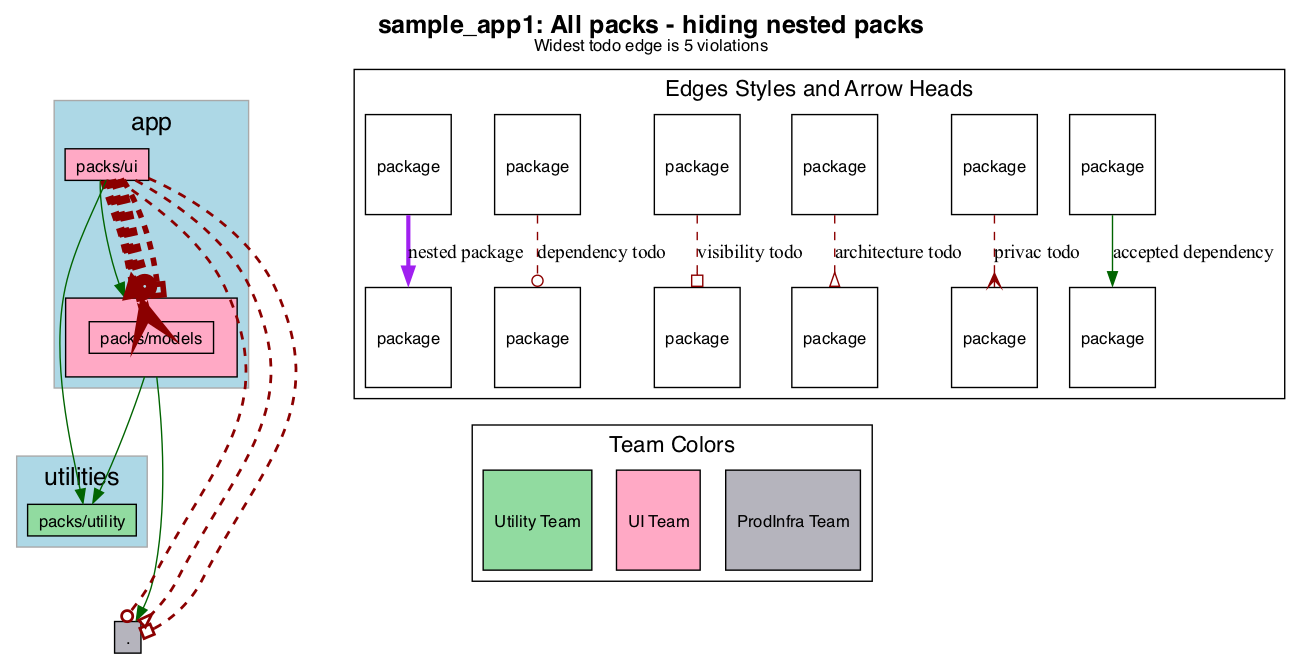 sample_app1: All packs - hiding nested packs
Widest todo edge is 5 violations
app
packs/ui
packs/models
utilities
packs/utility
.
Edges Styles and Arrow Heads
package package package package package package
nested package dependency todo visibility todo architecture todo privac todo accepted dependency
package package package package package package
Team Colors
Utility Team UI Team ProdInfra Team